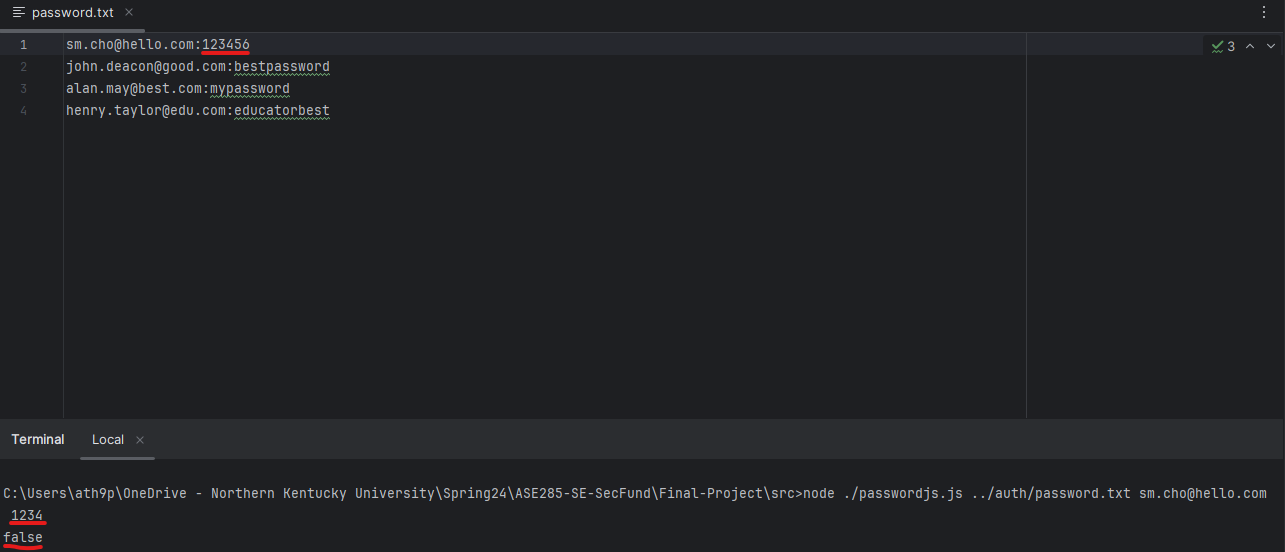 password.txt
1 sm.cho@hello.com:123456
3
2 john.deacon@good.com:bestpassword
3 alan.may@best.com:mypassword
4 henry.taylor@edu.com:educatorbest
Terminal Local
C:\Users\ath9p\OneDrive - Northern Kentucky University\Spring24\ASE285-SE-SecFund\Final-Project\src>node ./passwordjs.js ../auth/password.txt sm.cho@hello.com
1234
false